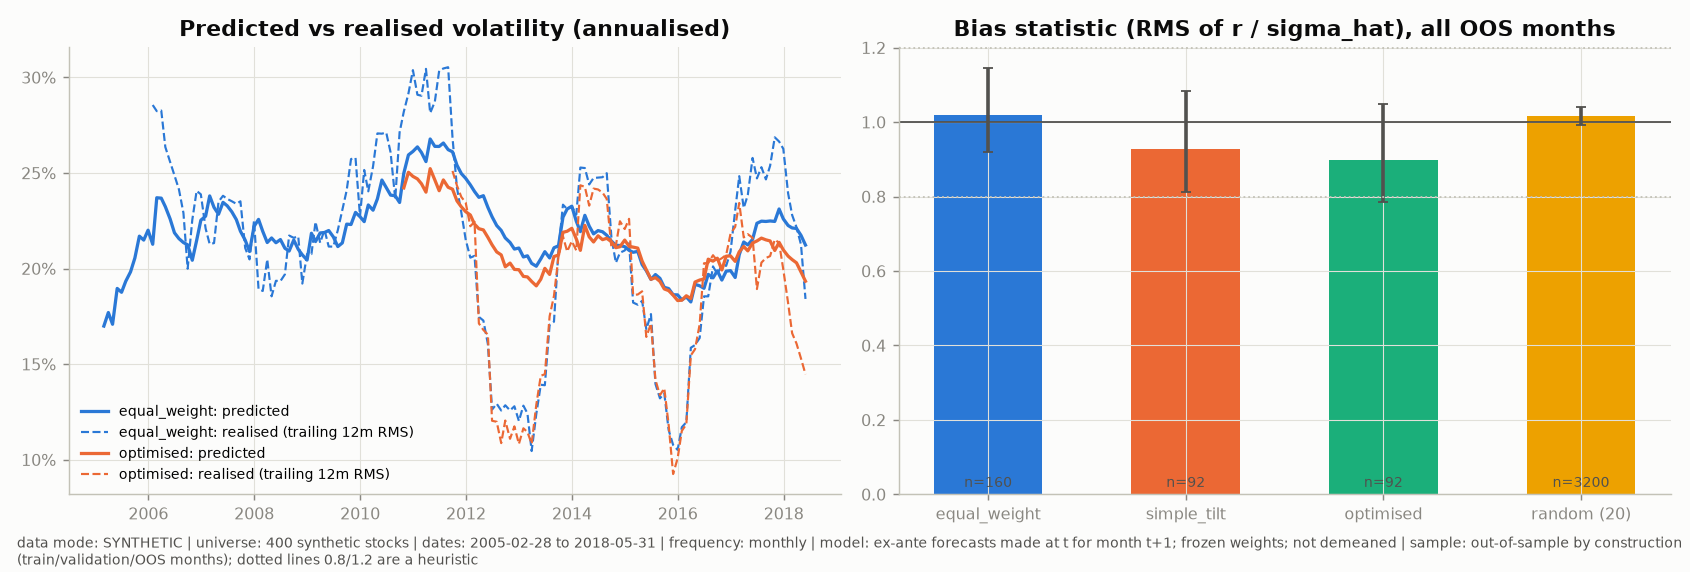 Predicted vs realised volatility (annualised)
30%
25%
20%
15%
10%
equal_weight: predicted
equal_weight: realised (trailing 12m RMS)
optimised: predicted
optimised: realised (trailing 12m RMS)
2006 2008 2010 2012 2014 2016 2018
Bias statistic (RMS of r / sigma_hat), all OOS months
1.2
1.0
0.8
0.6
0.4
0.2
0.0
n=160 n=92 n=92 n=3200
equal_weight simple_tilt optimised random (20)
data mode: SYNTHETIC | universe: 400 synthetic stocks | dates: 2005-02-28 to 2018-05-31 | frequency: monthly | model: ex-ante forecasts made at t for month t+1; frozen weights; not demeaned | sample: out-of-sample by construction
(train/validation/OOS months); dotted lines 0.8/1.2 are a heuristic